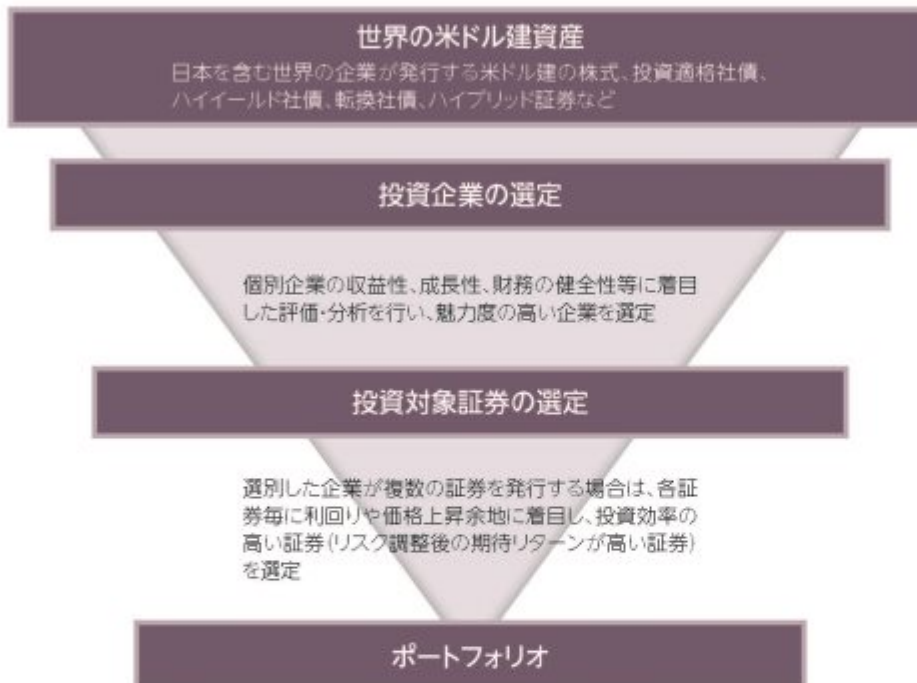 世界の米ドル建資産
日本を含む世界の企業が発行する米ドル建の株式、投資適格社債、
ハイイールド社債、転換社債、ハイブリッド証券など
投資企業の選定
個別企業の収益性、成長性、財務の健全性等に着目
した評価・分析を行い、魅力度の高い企業を選定
投資対象証券の選定
選別した企業が複数の証券を発行する場合は、各証
券毎に利回りや価格上昇余地に着目し、投資効率の
高い証券(リスク調整後の期待リターンが高い証券)
を選定
ポートフォリオ